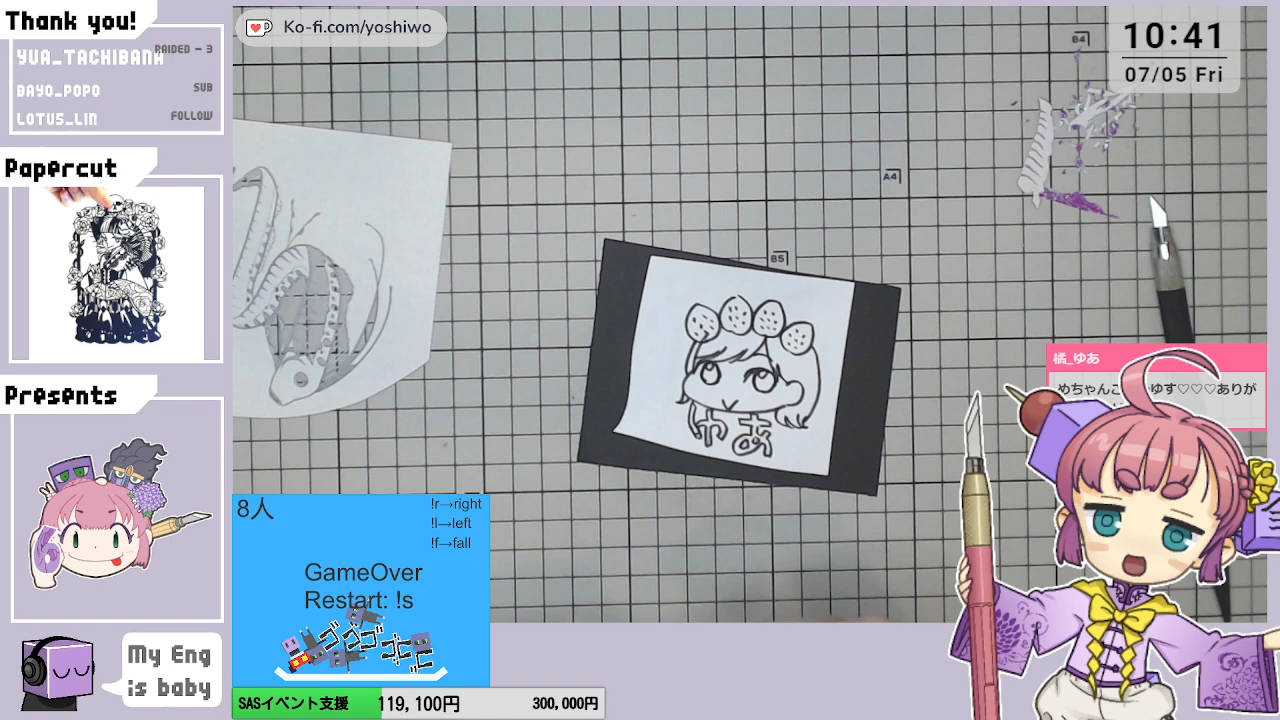 Thank you!
YUA_TACHIBANA RAIDED - 3
BAYO_POPO SUB
LOTU5_LIN FOLLOW
Papercut
Presents
My Eng
is baby
Ko-fi.com/yoshiwo
10:41
07/05 Fri
B4
A4
B5
やあ
橘_ゆあ
めちゃんこ
ゆす♡♡♡ありが
8人
!r→right
!l→left
!f→fall
GameOver
Restart: !s
SASイベント支援 119,100円 300,000円